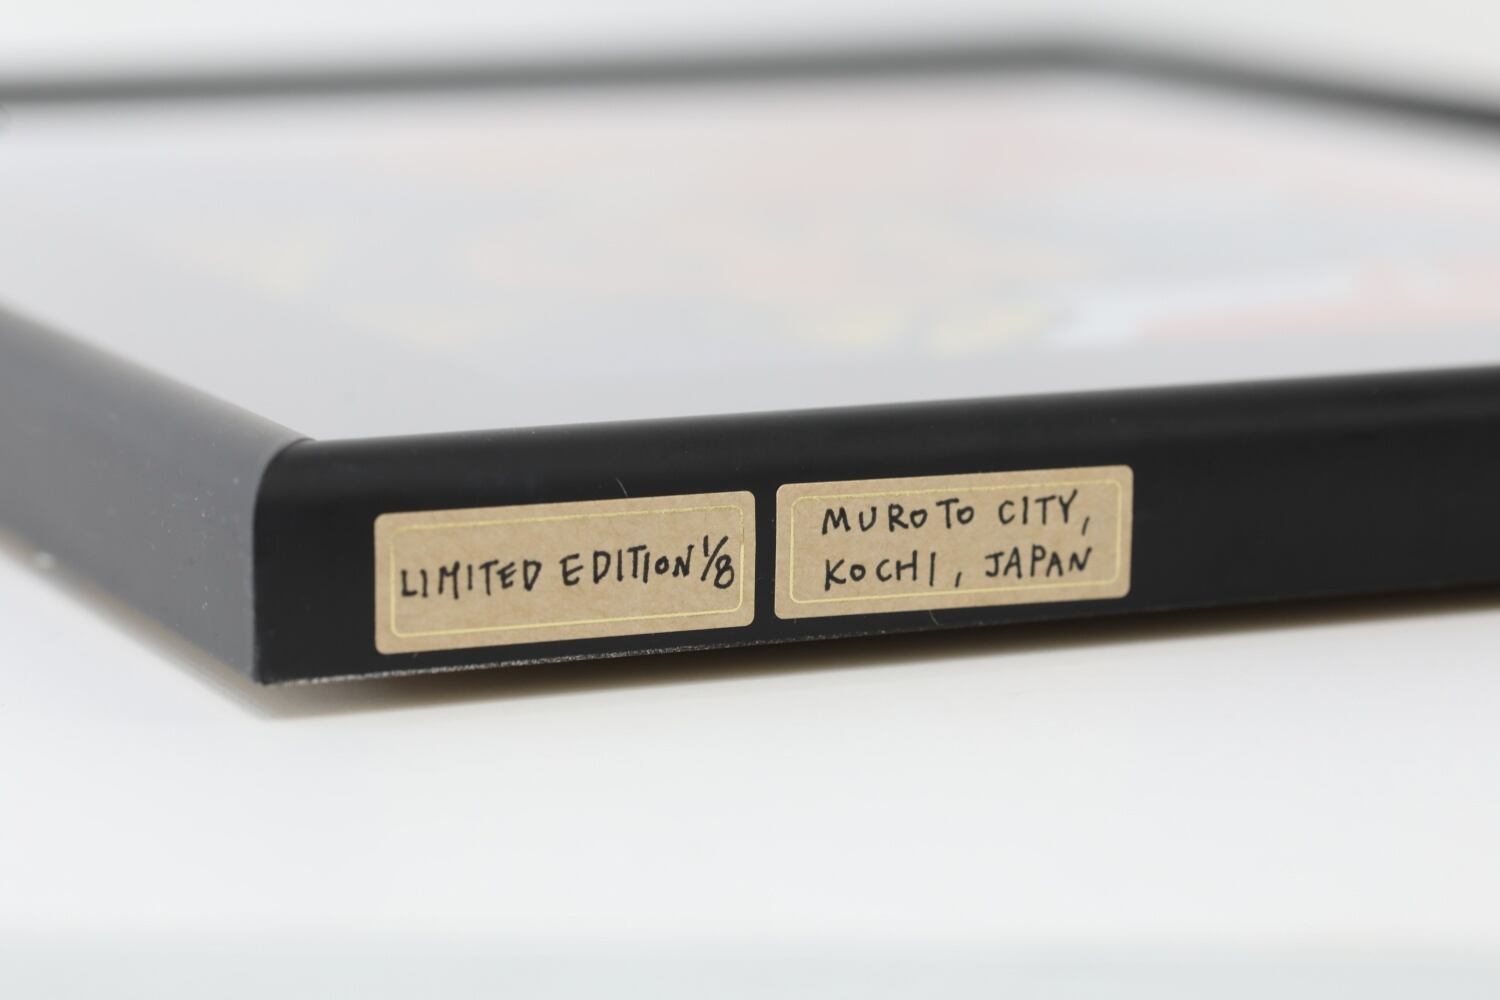 LIMITED EDITION 1/8
MUROTO CITY,
KOCHI, JAPAN